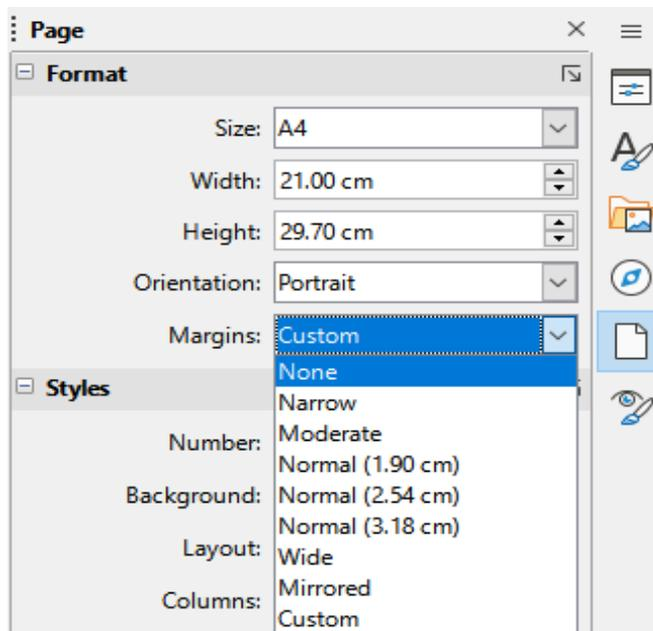 Page
Format
Size: A4
Width: 21.00 cm
Height: 29.70 cm
Orientation: Portrait
Margins: Custom
None
Narrow
Moderate
Normal (1.90 cm)
Normal (2.54 cm)
Normal (3.18 cm)
Wide
Mirrored
Custom
Styles
Number:
Background:
Layout:
Columns: